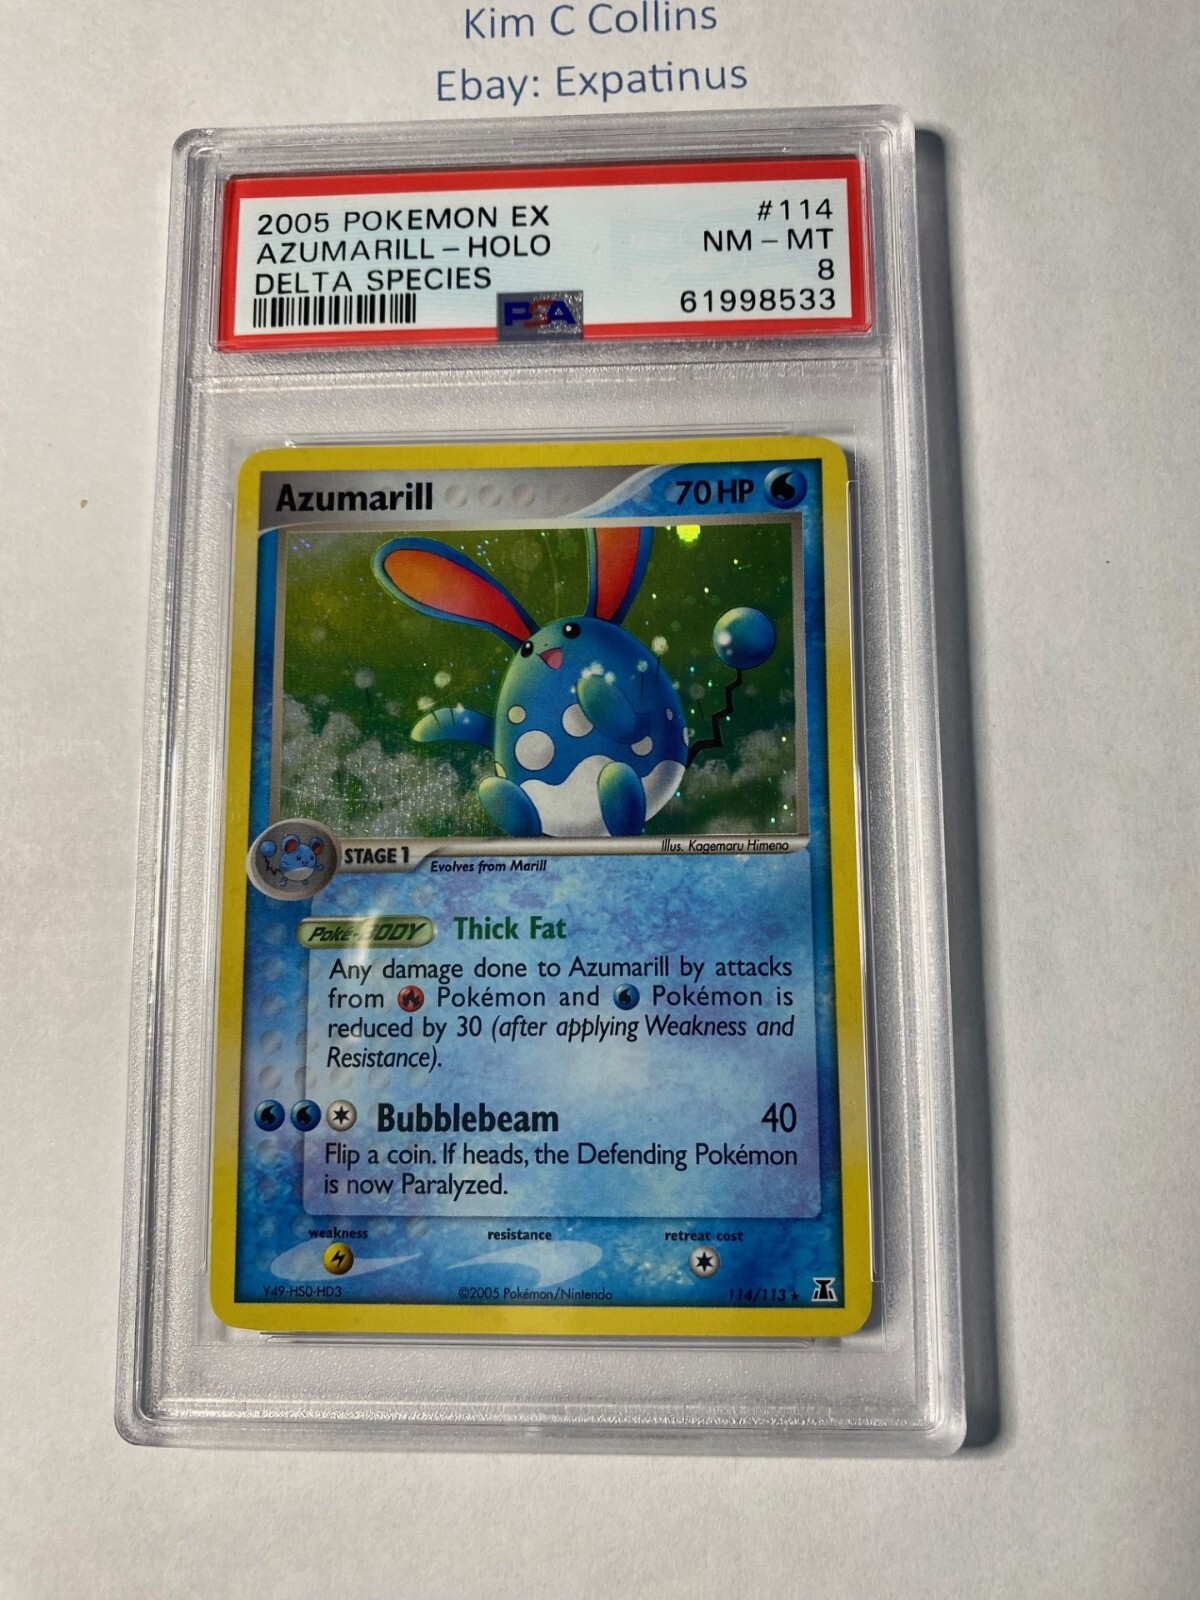 Kim C Collins
Ebay: Expatinus
2005 POKEMON EX #114
AZUMARILL - HOLO NM - MT
DELTA SPECIES 8
PSA 61998533
Azumarill 70 HP
STAGE 1 Evolves from Marill Illus. Kagemaru Himeno
Poké-BODY Thick Fat
Any damage done to Azumarill by attacks
from Pokémon and Pokémon is
reduced by 30 (after applying Weakness and
Resistance).
Bubblebeam 40
Flip a coin. If heads, the Defending Pokémon
is now Paralyzed.
weakness resistance retreat cost
Y49-HS0-HD3 ©2005 Pokémon/Nintendo 114/113 ★